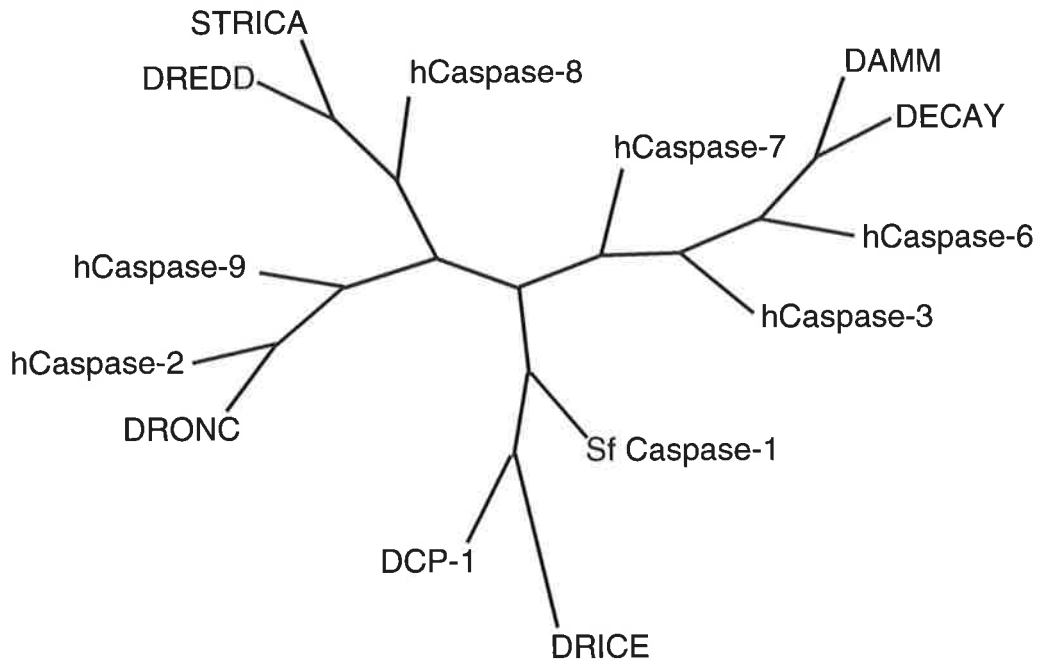 STRICA
DREDD
hCaspase-8
DAMM
DECAY
hCaspase-7
hCaspase-6
hCaspase-9
hCaspase-3
hCaspase-2
DRONC
Sf Caspase-1
DCP-1
DRICE